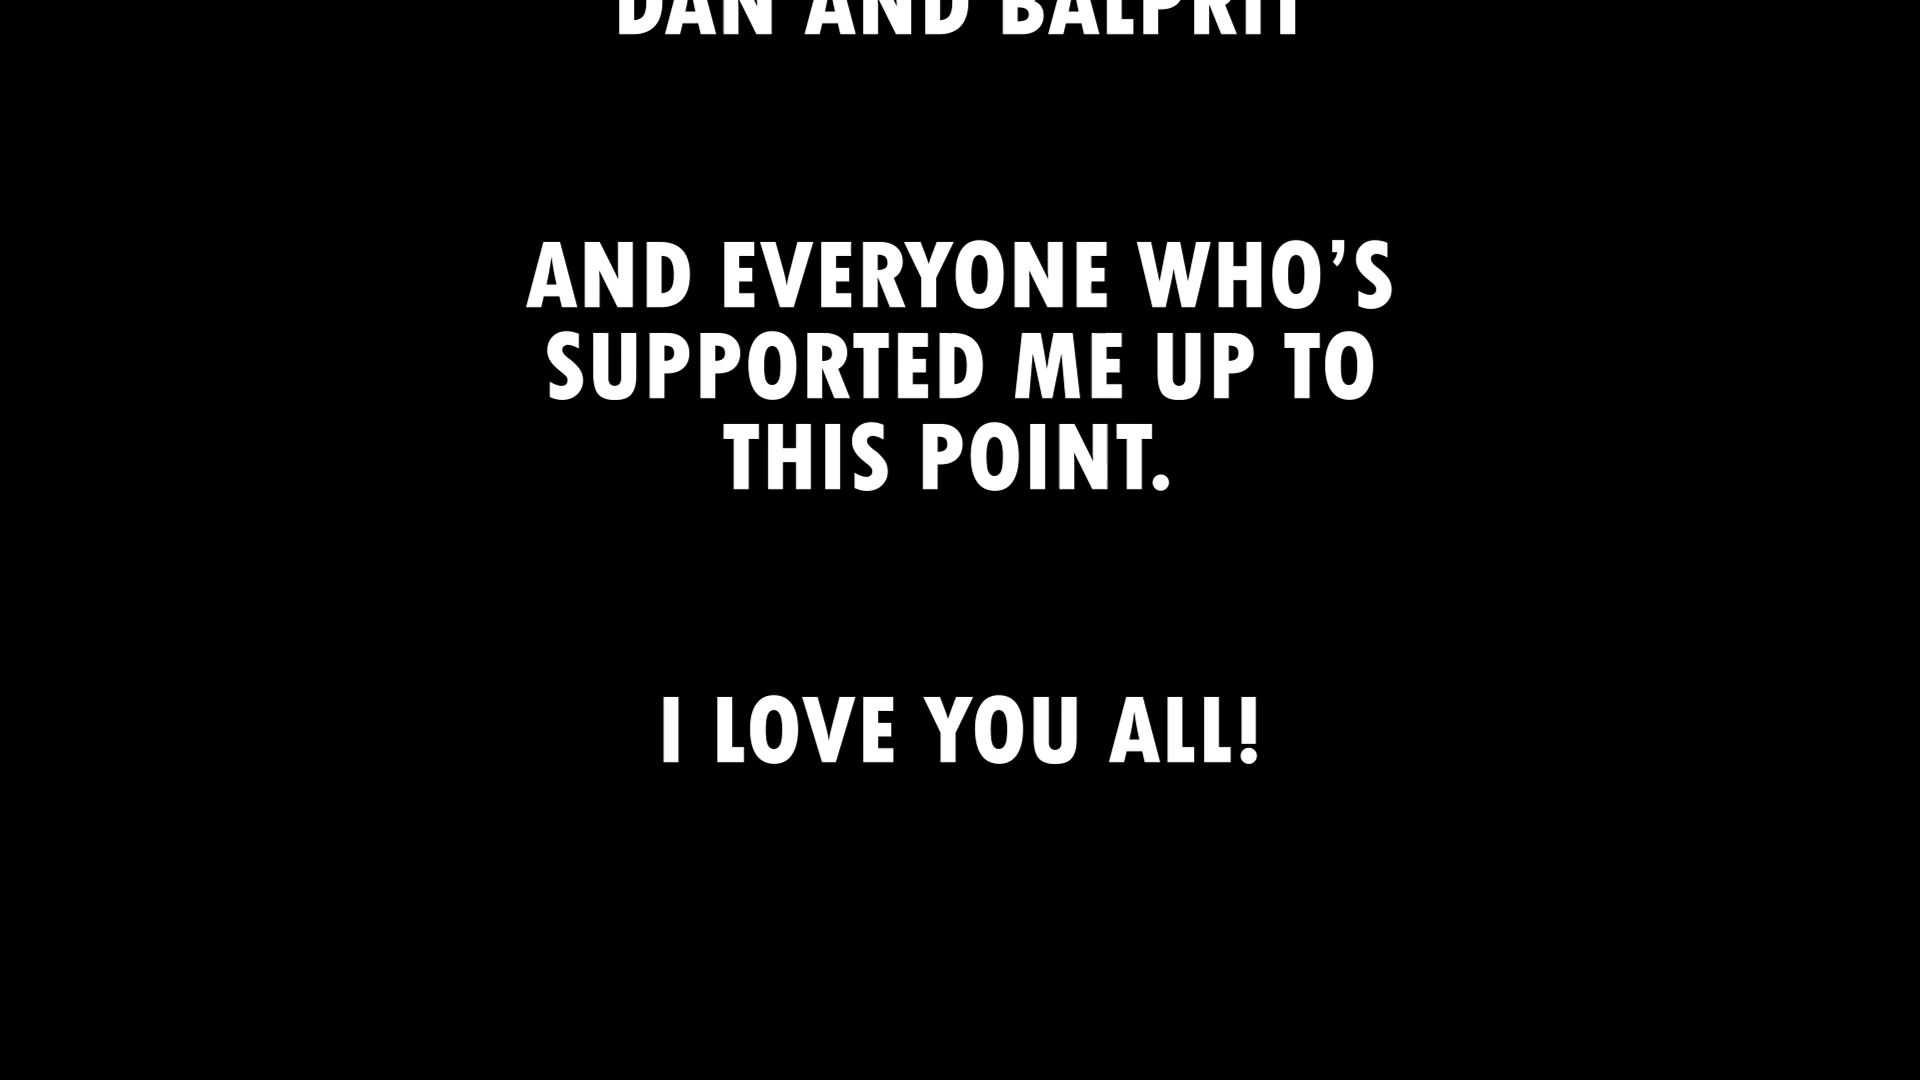 DAN AND BALPRIT
AND EVERYONE WHO’S
SUPPORTED ME UP TO
THIS POINT.
I LOVE YOU ALL!